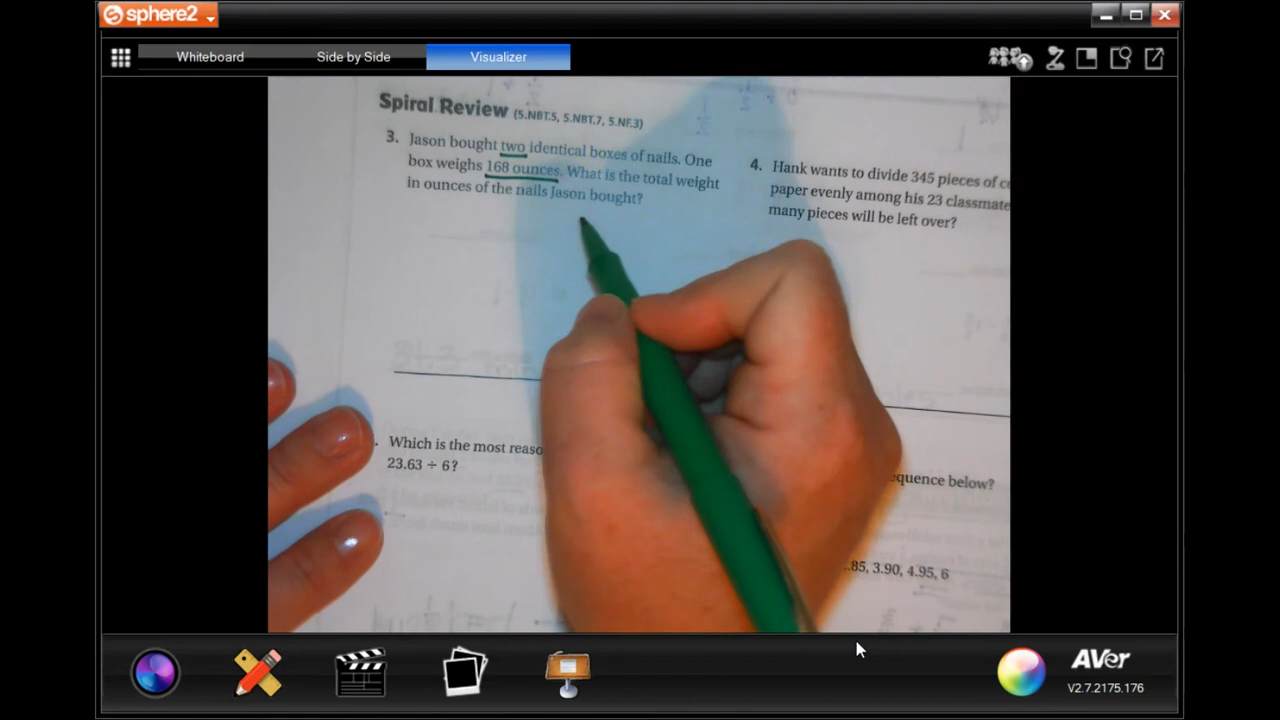 sphere2
Whiteboard
Side by Side
Visualizer
Spiral Review (5.NBT.5, 5.NBT.7, 5.NF.3)
3. Jason bought two identical boxes of nails. One
box weighs 168 ounces. What is the total weight
in ounces of the nails Jason bought?
4. Hank wants to divide 345 pieces of c
paper evenly among his 23 classmate
many pieces will be left over?
. Which is the most reaso
23.63 ÷ 6?
equence below?
.85, 3.90, 4.95, 6
AVer
V2.7.2175.176